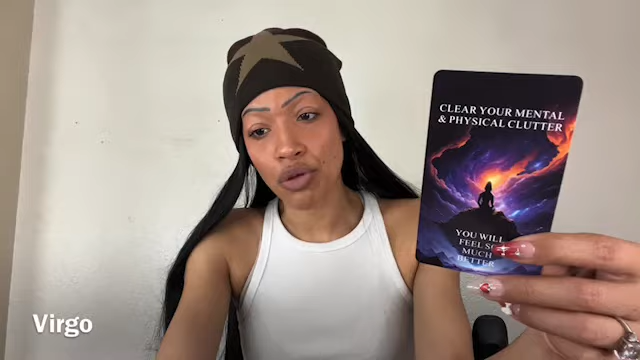 CLEAR YOUR MENTAL
& PHYSICAL CLUTTER
YOU WILL
FEEL SO
MUCH
BETTER
Virgo